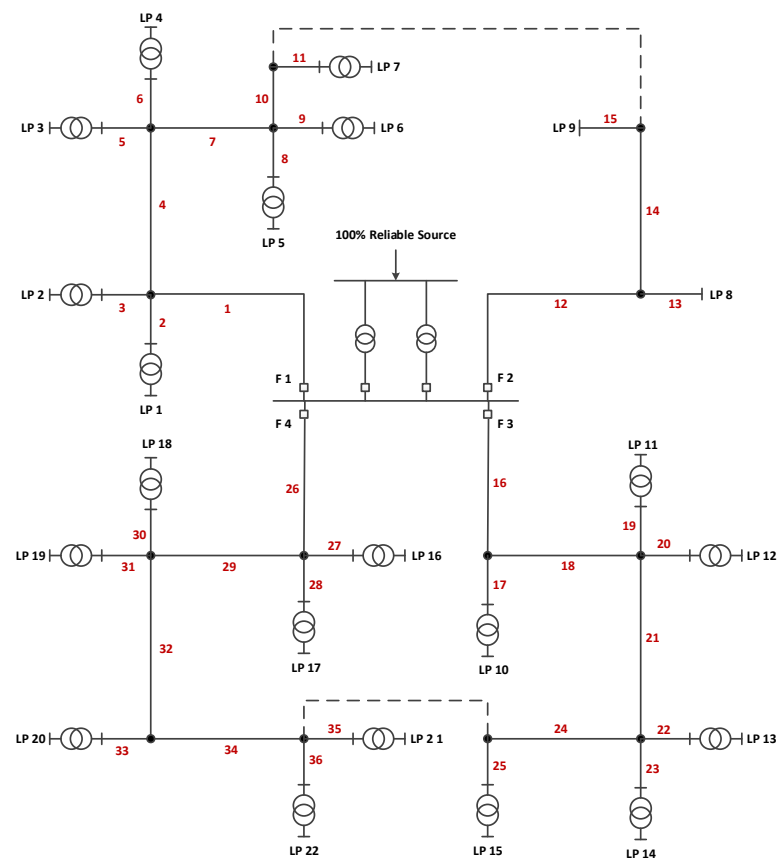 LP 4
11
LP 7
6
10
9
LP 3
LP 6
15
LP 9
5
7
8
4
14
LP 5
100% Reliable Source
LP 2
LP 8
3
1
12
13
2
F 1
F 2
LP 1
F 4
F 3
LP 18
LP 11
26
16
19
30
27
20
LP 19
LP 16
LP 12
31
29
28
17
18
32
21
LP 17
LP 10
35
24
22
LP 20
LP 2 1
LP 13
33
34
36
25
23
LP 22
LP 15
LP 14